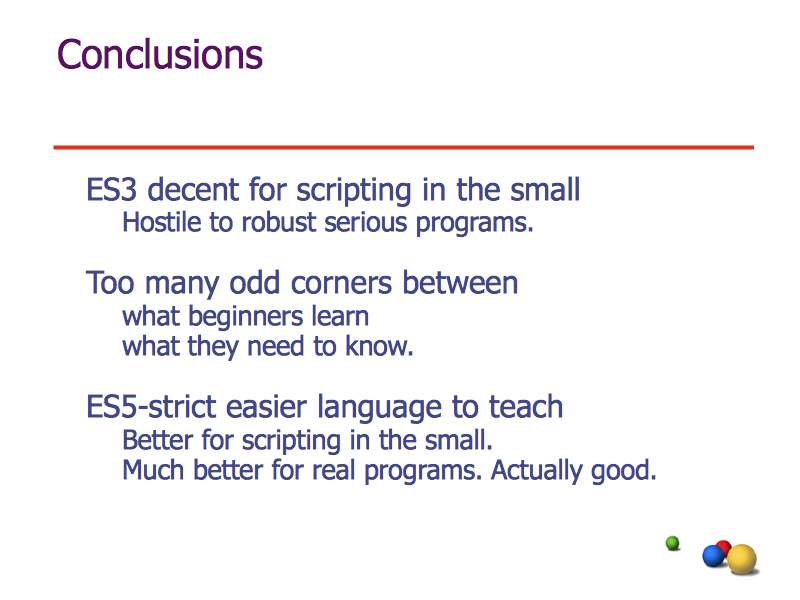 Conclusions
ES3 decent for scripting in the small
Hostile to robust serious programs.
Too many odd corners between
what beginners learn
what they need to know.
ES5-strict easier language to teach
Better for scripting in the small.
Much better for real programs. Actually good.